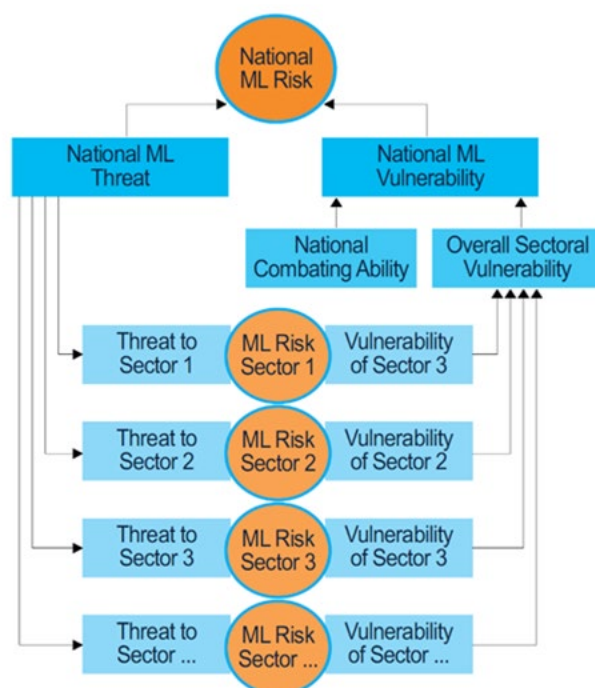 National
ML Risk
National ML
Threat
National ML
Vulnerability
National
Combating Ability
Overall Sectoral
Vulnerability
Threat to
Sector 1
ML Risk
Sector 1
Vulnerability
of Sector 3
Threat to
Sector 2
ML Risk
Sector 2
Vulnerability
of Sector 2
Threat to
Sector 3
ML Risk
Sector 3
Vulnerability
of Sector 3
Threat to
Sector ...
ML Risk
Sector ...
Vulnerability
of Sector ...